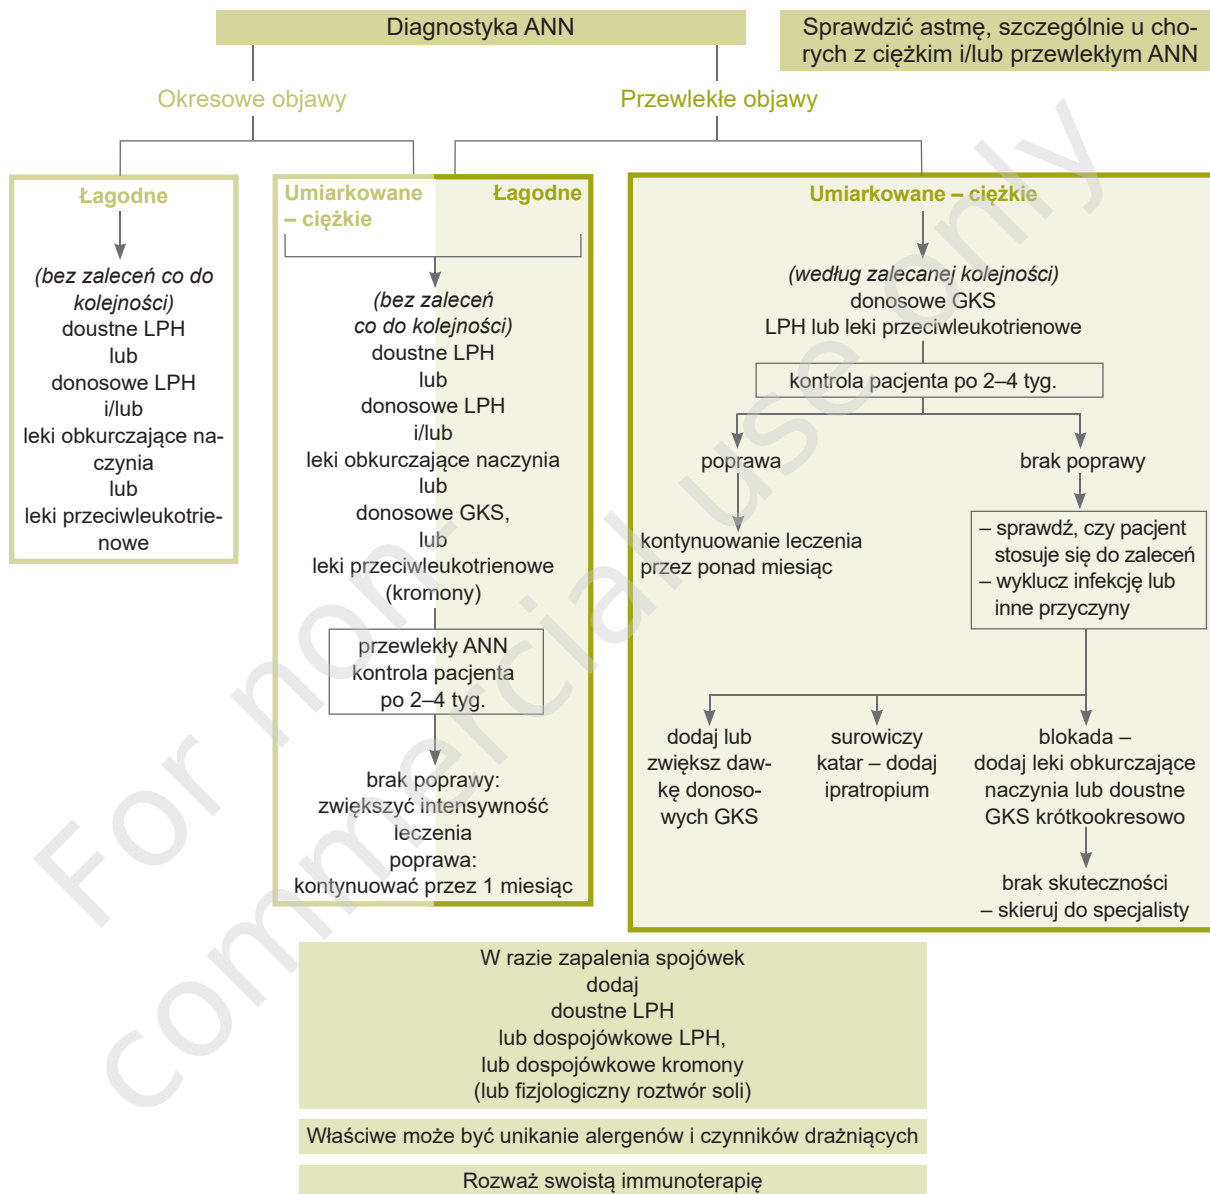 Diagnostyka ANN
Sprawdzić astmę, szczególnie u cho-
rych z ciężkim i/lub przewlekłym ANN
Okresowe objawy
Przewlekłe objawy
Łagodne
(bez zaleceń co do
kolejności)
doustne LPH
lub
donosowe LPH
i/lub
leki obkurczające na-
czynia
lub
leki przeciwleukotrie-
nowe
Umiarkowane
– ciężkie
Łagodne
(bez zaleceń
co do kolejności)
doustne LPH
lub
donosowe LPH
i/lub
leki obkurczające naczynia
lub
donosowe GKS,
lub
leki przeciwleukotrienowe
(kromony)
przewlekły ANN
kontrola pacjenta
po 2–4 tyg.
brak poprawy:
zwiększyć intensywność
leczenia
poprawa:
kontynuować przez 1 miesiąc
Umiarkowane – ciężkie
(według zalecanej kolejności)
donosowe GKS
LPH lub leki przeciwleukotrienowe
kontrola pacjenta po 2–4 tyg.
poprawa
kontynuowanie leczenia
przez ponad miesiąc
brak poprawy
– sprawdź, czy pacjent
stosuje się do zaleceń
– wyklucz infekcję lub
inne przyczyny
dodaj lub
zwiększ daw-
kę donoso-
wych GKS
surowiczy
katar – dodaj
ipratropium
blokada –
dodaj leki obkurczające
naczynia lub doustne
GKS krótkookresowo
brak skuteczności
– skieruj do specjalisty
W razie zapalenia spojówek
dodaj
doustne LPH
lub dospojówkowe LPH,
lub dospojówkowe kromony
(lub fizjologiczny roztwór soli)
Właściwe może być unikanie alergenów i czynników drażniących
Rozważ swoistą immunoterapię
For non-
commercial use only